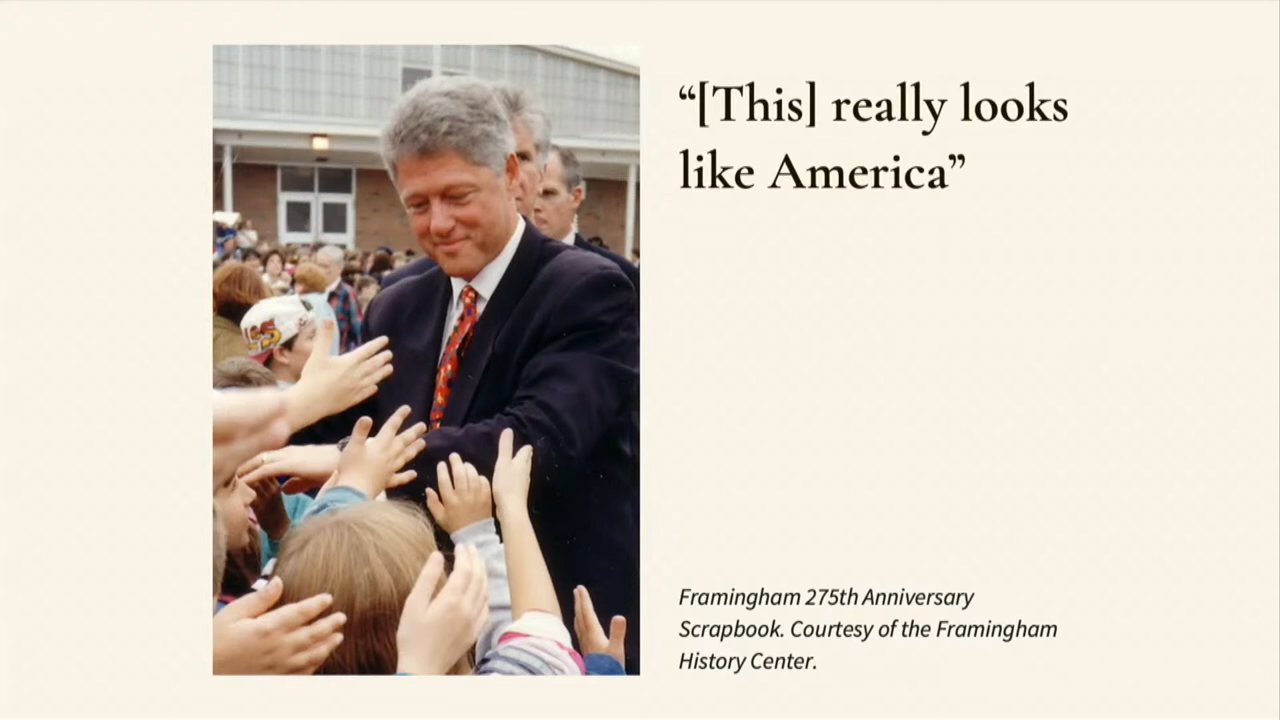 “[This] really looks
like America”
Framingham 275th Anniversary
Scrapbook. Courtesy of the Framingham
History Center.